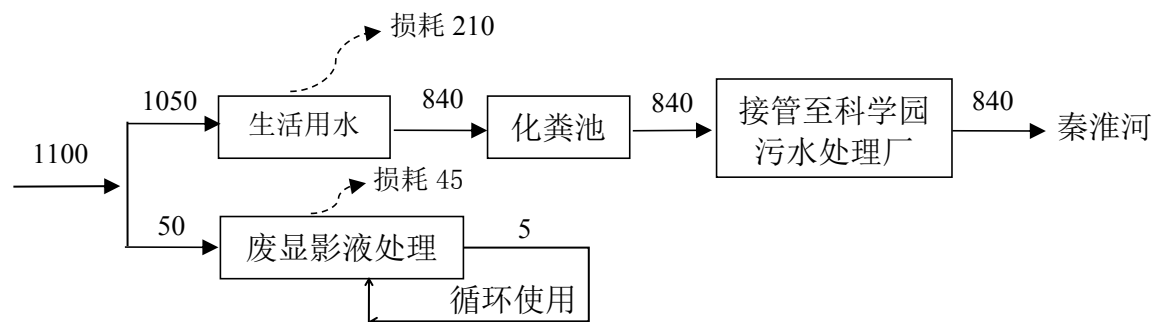 损耗 210
1050
生活用水
840
化粪池
840
接管至科学园
污水处理厂
840
秦淮河
1100
损耗 45
50
废显影液处理
5
循环使用